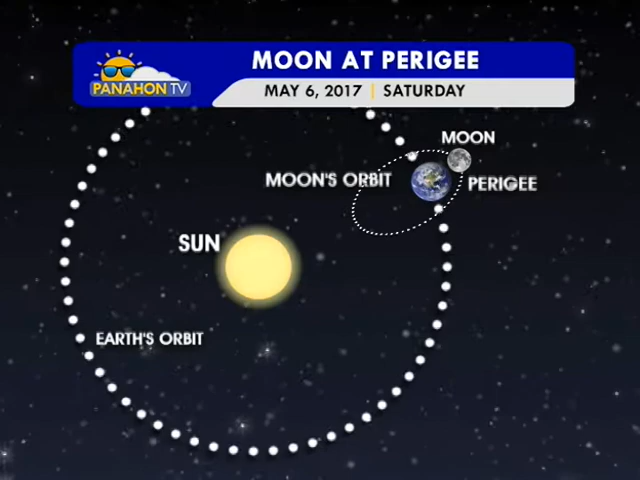 MOON AT PERIGEE
PANAHON TV
MAY 6, 2017 | SATURDAY
MOON
MOON'S ORBIT
PERIGEE
SUN
EARTH'S ORBIT